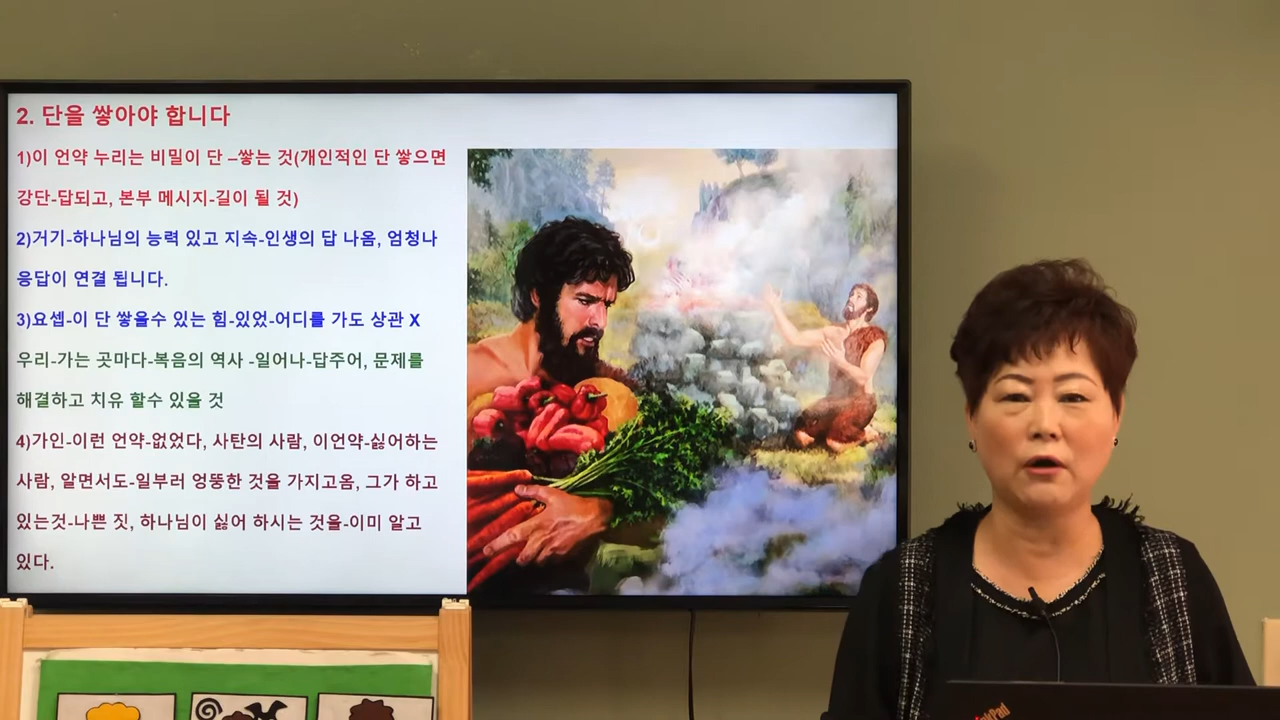 2. 단을 쌓아야 합니다
1)이 언약 누리는 비밀이 단 –쌓는 것(개인적인 단 쌓으면
강단-답되고, 본부 메시지-길이 될 것)
2)거기-하나님의 능력 있고 지속-인생의 답 나옴, 엄청나
응답이 연결 됩니다.
3)요셉-이 단 쌓을수 있는 힘-있었-어디를 가도 상관 X
우리-가는 곳마다-복음의 역사 -일어나-답주어, 문제를
해결하고 치유 할수 있을 것
4)가인-이런 언약-없었다, 사탄의 사람, 이언약-싫어하는
사람, 알면서도-일부러 엉뚱한 것을 가지고옴, 그가 하고
있는것-나쁜 짓, 하나님이 싫어 하시는 것을-이미 알고
있다.